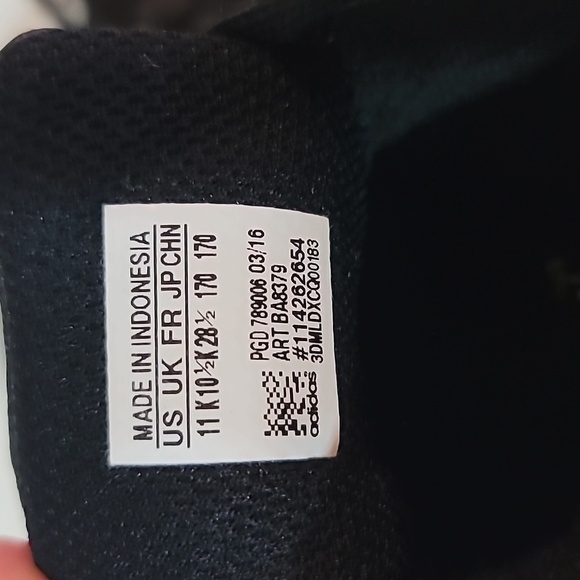 MADE IN INDONESIA
US UK FR JP CHN
11 K 10½K 28½ 170 170
PGD 789006 03/16
ART BA8379
#114262654
adidas 3DMLDXCQ00183